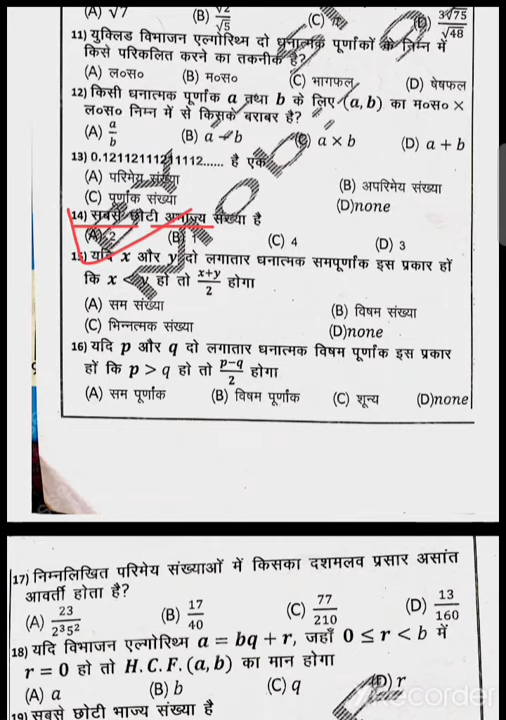 (A) √7 (B) √2/√5 (C) (D) 3√75/√48
11) युक्लिड विभाजन एल्गोरिथ्म दो धनात्मक पूर्णांकों के निम्न में
किसे परिकलित करने का तकनीक है?
(A) ल०स० (B) म०स० (C) भागफल (D) षेषफल
12) किसी धनात्मक पूर्णांक a तथा b के लिए (a, b) का म०स० ×
ल०स० निम्न में से किसके बराबर है?
(A) a/b (B) a - b (C) a × b (D) a + b
13) 0.12112111211112...... है एक
(A) परिमेय संख्या (B) अपरिमेय संख्या
(C) पूर्णांक संख्या (D)none
14) सबसे छोटी अभाज्य संख्या है
(A) 2 (B) (C) 4 (D) 3
15) यदि x और y दो लगातार धनात्मक समपूर्णांक इस प्रकार हों
कि x < y हो तो x+y/2 होगा
(A) सम संख्या (B) विषम संख्या
(C) भिन्नत्मक संख्या (D)none
16) यदि p और q दो लगातार धनात्मक विषम पूर्णांक इस प्रकार
हों कि p > q हो तो p-q/2 होगा
(A) सम पूर्णांक (B) विषम पूर्णांक (C) शून्य (D)none
17) निम्नलिखित परिमेय संख्याओं में किसका दशमलव प्रसार असांत
आवर्ती होता है?
(A) 23/2³5² (B) 17/40 (C) 77/210 (D) 13/160
18) यदि विभाजन एल्गोरिथ्म a = bq + r, जहाँ 0 ≤ r < b में
r = 0 हो तो H.C.F.(a, b) का मान होगा
(A) a (B) b (C) q (D) r
19) सबसे छोटी भाज्य संख्या है